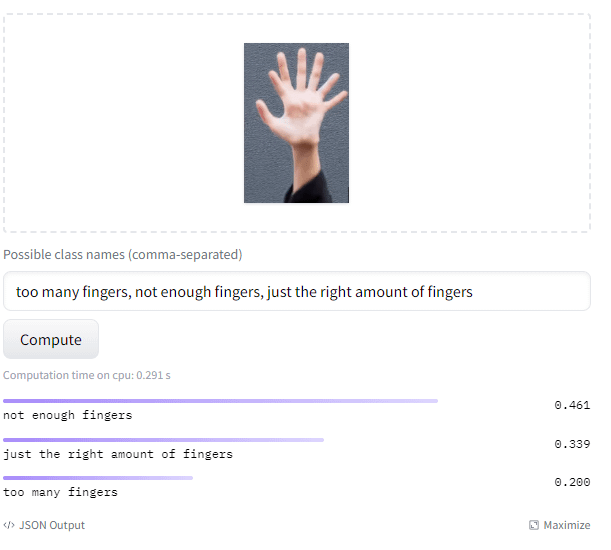 Possible class names (comma-separated)
too many fingers, not enough fingers, just the right amount of fingers
Compute
Computation time on cpu: 0.291 s
not enough fingers 0.461
just the right amount of fingers 0.339
too many fingers 0.200
</> JSON Output Maximize